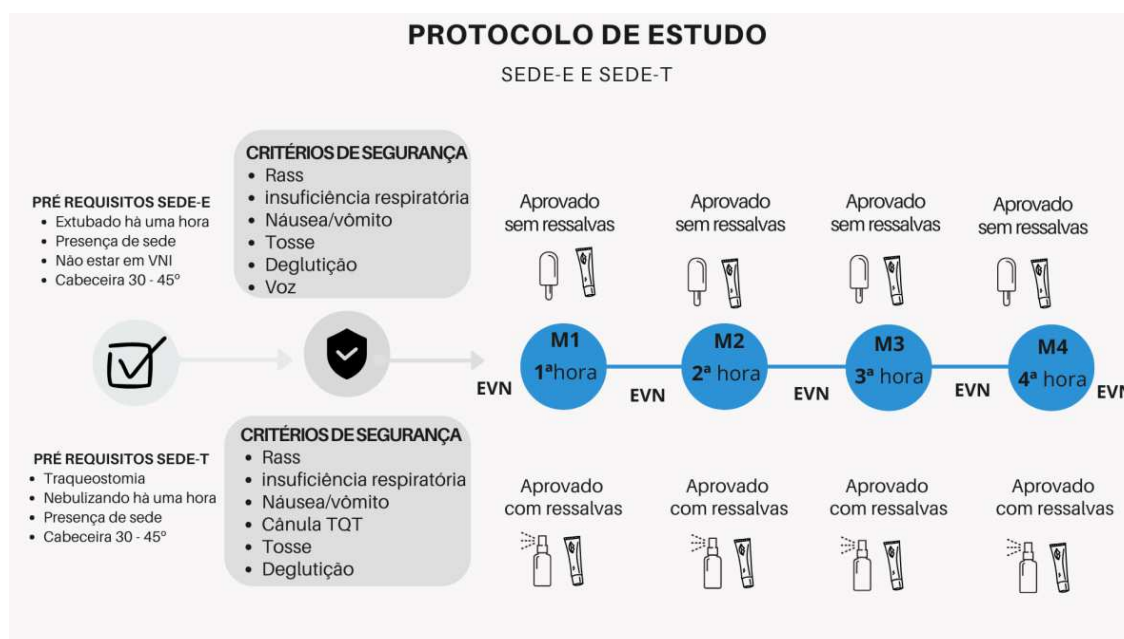 PROTOCOLO DE ESTUDO
SEDE-E E SEDE-T
PRÉ REQUISITOS SEDE-E
• Extubado há uma hora
• Presença de sede
• Não estar em VNI
• Cabeceira 30 - 45º
CRITÉRIOS DE SEGURANÇA
• Rass
• insuficiência respiratória
• Náusea/vômito
• Tosse
• Deglutição
• Voz
Aprovado
sem ressalvas
Aprovado
sem ressalvas
Aprovado
sem ressalvas
Aprovado
sem ressalvas
M1
1ªhora
M2
2ª hora
M3
3ª hora
M4
4ª hora
EVN
EVN
EVN
EVN
EVN
PRÉ REQUISITOS SEDE-T
• Traqueostomia
• Nebulizando há uma hora
• Presença de sede
• Cabeceira 30 - 45º
CRITÉRIOS DE SEGURANÇA
• Rass
• insuficiência respiratória
• Náusea/vômito
• Cânula TQT
• Tosse
• Deglutição
Aprovado
com ressalvas
Aprovado
com ressalvas
Aprovado
com ressalvas
Aprovado
com ressalvas